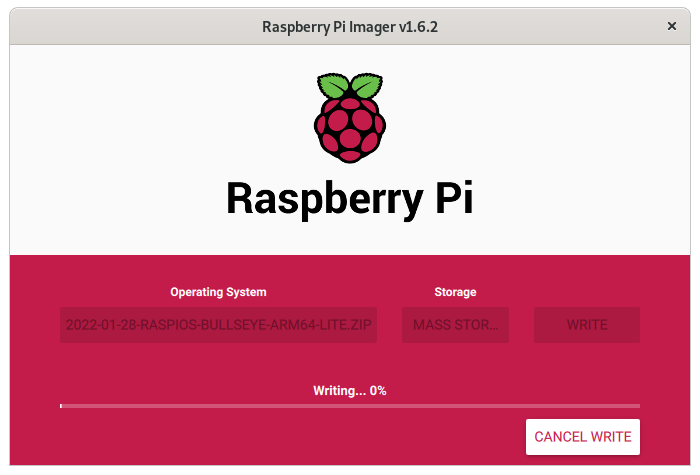 Raspberry Pi Imager v1.6.2
Raspberry Pi
Operating System
Storage
2022-01-28-RASPIOS-BULLSEYE-ARM64-LITE.ZIP
MASS STOR...
WRITE
Writing... 0%
CANCEL WRITE